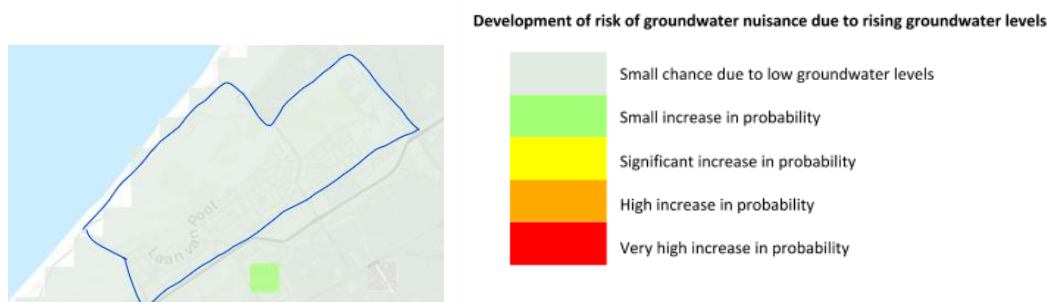 Development of risk of groundwater nuisance due to rising groundwater levels
Small chance due to low groundwater levels
Small increase in probability
Significant increase in probability
High increase in probability
Very high increase in probability
Laan van Poot